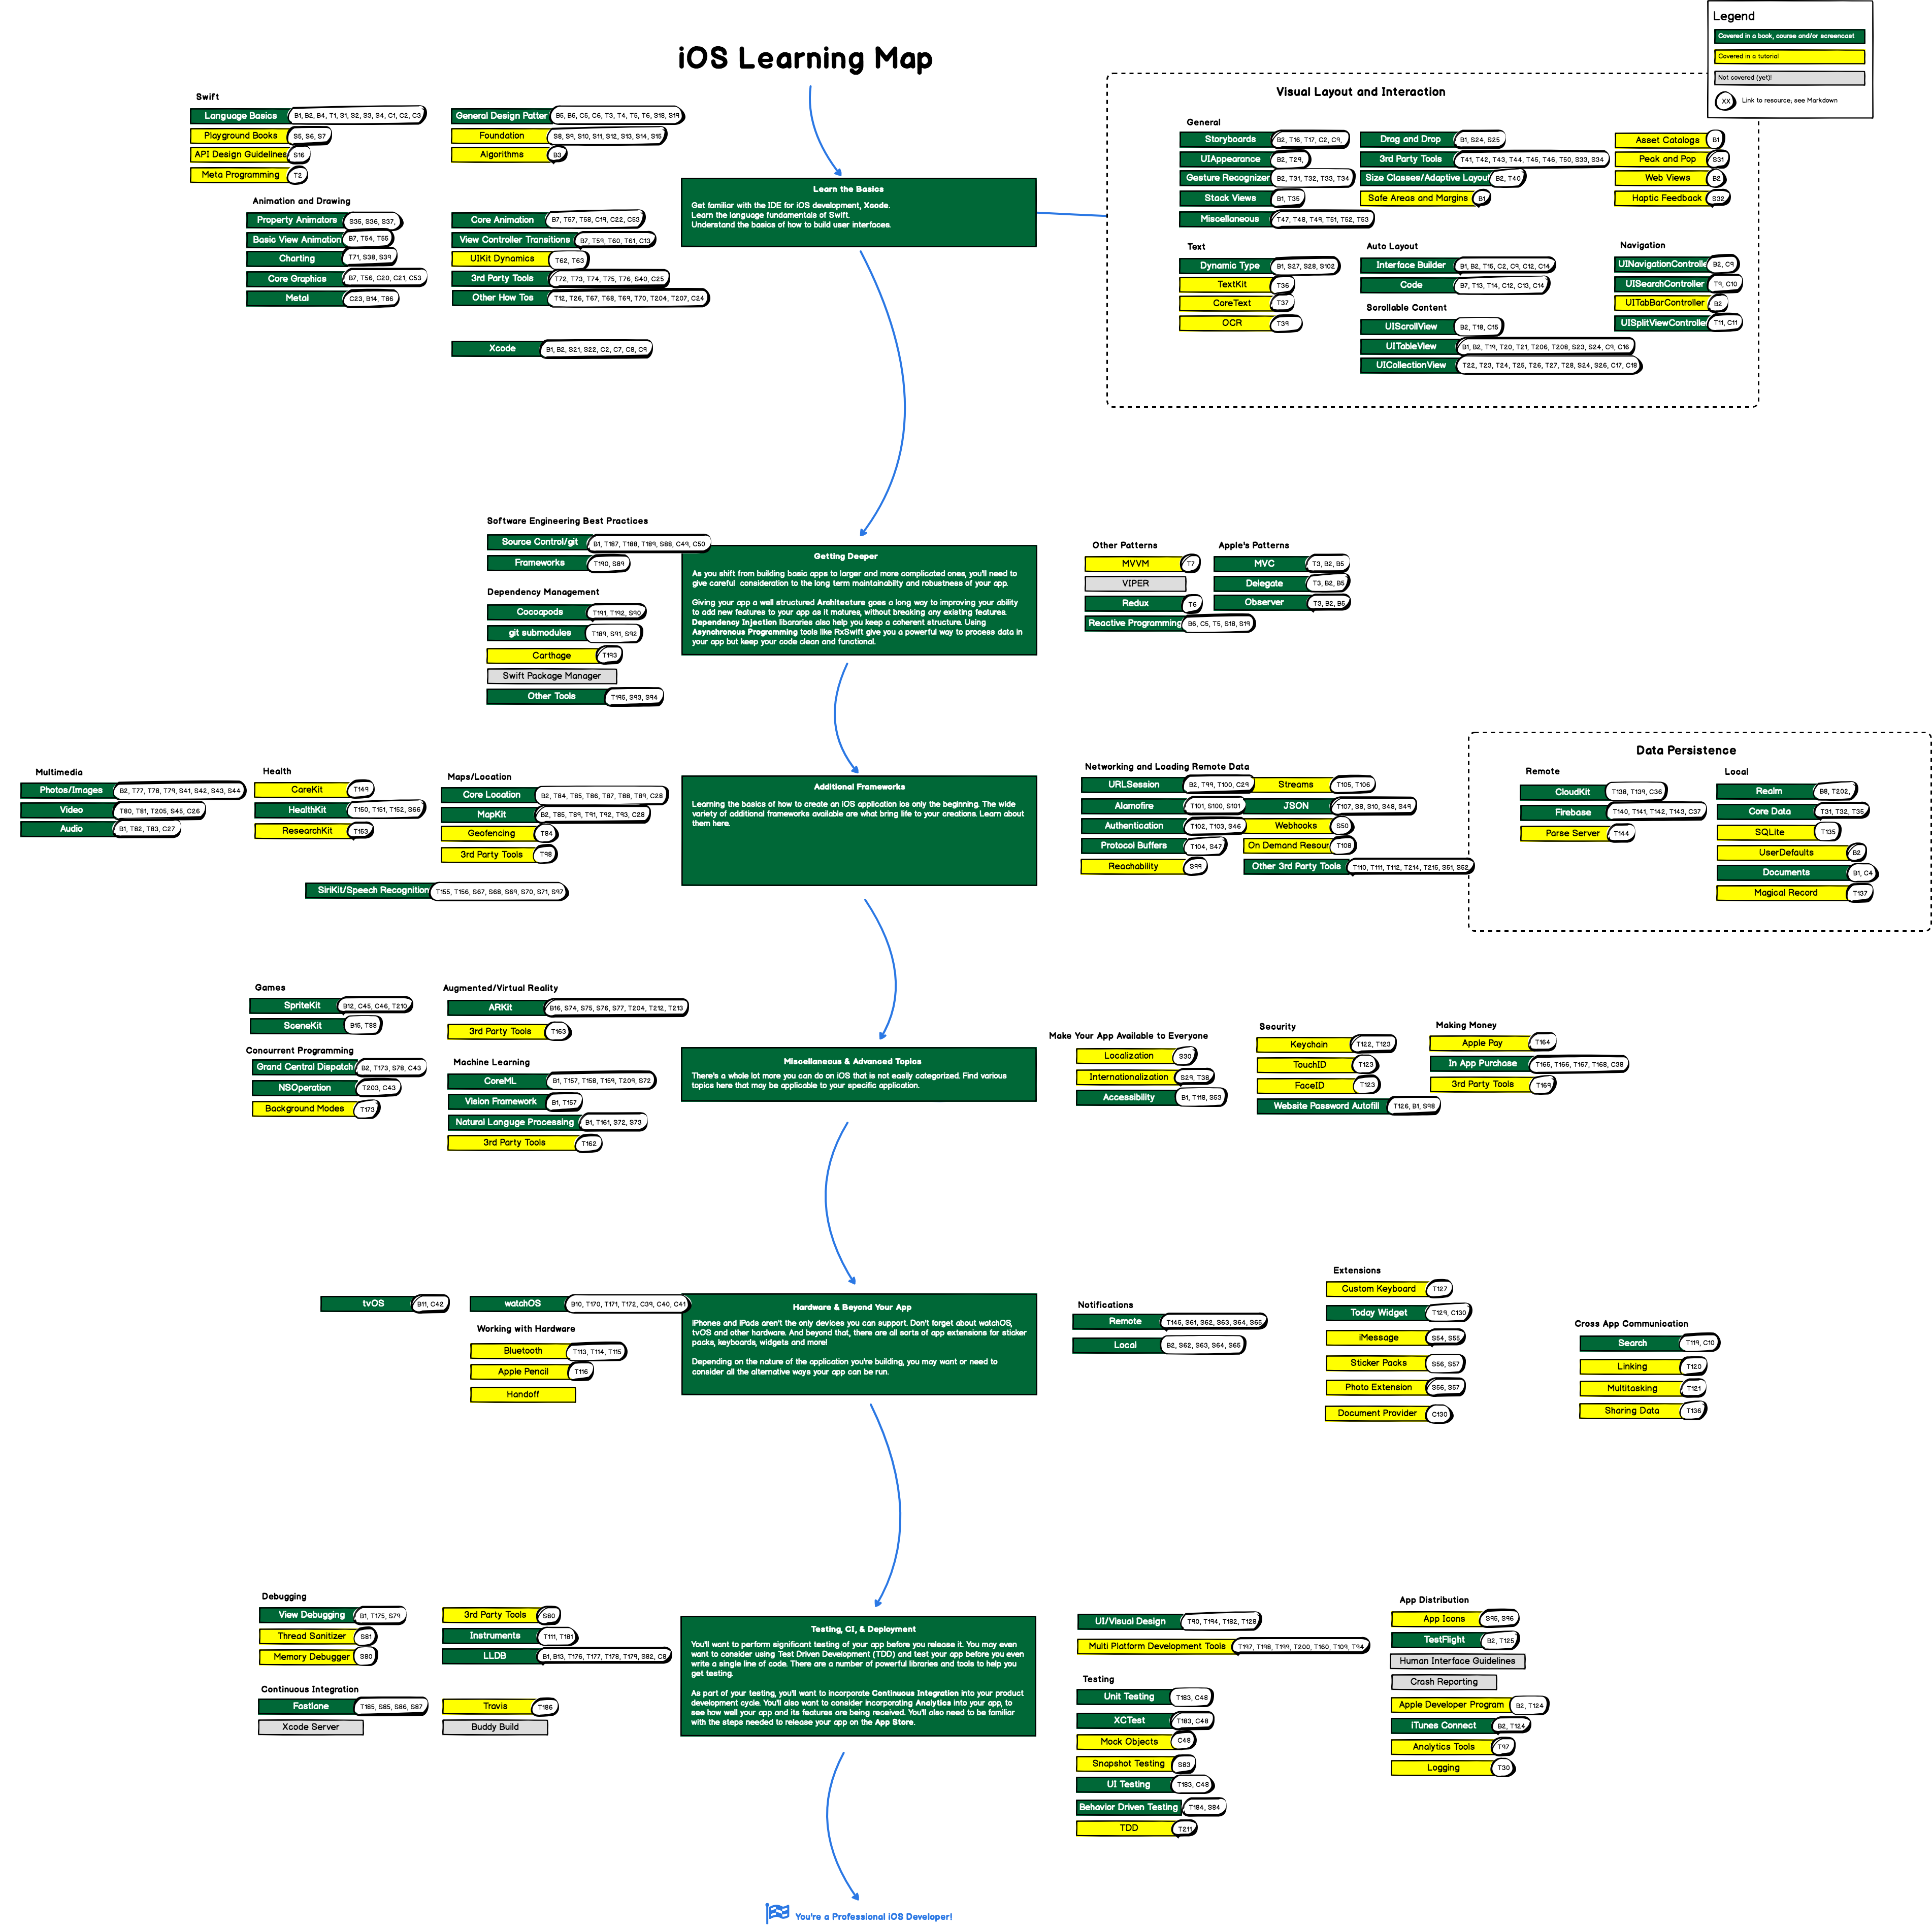 Legend
Covered in a book, course and/or screencast
Covered in a tutorial
Not covered (yet)!
XX Link to resource, see Markdown
iOS Learning Map
Swift
Language Basics B1, B2, B4, T1, S1, S2, S3, S4, C1, C2, C3
Playground Books S5, S6, S7
API Design Guidelines S16
Meta Programming T2
General Design Patter B5, B6, C5, C6, T3, T4, T5, T6, S18, S19
Foundation S8, S9, S10, S11, S12, S13, S14, S15
Algorithms B3
Animation and Drawing
Property Animators S35, S36, S37,
Basic View Animation B7, T54, T55
Charting T71, S38, S39
Core Graphics B7, T56, C20, C21, C53
Metal C23, B14, T86
Core Animation B7, T57, T58, C19, C22, C53
View Controller Transitions B7, T59, T60, T61, C13
UIKit Dynamics T62, T63
3rd Party Tools T72, T73, T74, T75, T76, S40, C25
Other How Tos T12, T26, T67, T68, T69, T70, T204, T207, C24
Xcode B1, B2, S21, S22, C2, C7, C8, C9
Learn the Basics
Get familiar with the IDE for iOS development, Xcode.
Learn the language fundamentals of Swift.
Understand the basics of how to build user interfaces.
Visual Layout and Interaction
General
Storyboards B2, T16, T17, C2, C9,
UIAppearance B2, T29,
Gesture Recognizer B2, T31, T32, T33, T34
Stack Views B1, T35
Miscellaneous T47, T48, T49, T51, T52, T53
Drag and Drop B1, S24, S25
3rd Party Tools T41, T42, T43, T44, T45, T46, T50, S33, S34
Size Classes/Adaptive Layou B2, T40
Safe Areas and Margins B1
Asset Catalogs B1
Peak and Pop S31
Web Views B2
Haptic Feedback S32
Text
Dynamic Type B1, S27, S28, S102
TextKit T36
CoreText T37
OCR T39
Auto Layout
Interface Builder B1, B2, T15, C2, C9, C12, C14
Code B7, T13, T14, C12, C13, C14
Scrollable Content
UIScrollView B2, T18, C15
UITableView B1, B2, T19, T20, T21, T206, T208, S23, S24, C9, C16
UICollectionView T22, T23, T24, T25, T26, T27, T28, S24, S26, C17, C18
Navigation
UINavigationControlle B2, C9
UISearchController T9, C10
UITabBarController B2
UISplitViewControlle T11, C11
Software Engineering Best Practices
Source Control/git B1, T187, T188, T189, S88, C49, C50
Frameworks T190, S89
Dependency Management
Cocoapods T191, T192, S90
git submodules T189, S91, S92
Carthage T193
Swift Package Manager
Other Tools T195, S93, S94
Getting Deeper
As you shift from building basic apps to larger and more complicated ones, you'll need to
give careful consideration to the long term maintainabilty and robustness of your app.
Giving your app a well structured Architecture goes a long way to improving your ability
to add new features to your app as it matures, without breaking any existing features.
Dependency Injection libararies also help you keep a coherent structure. Using
Asynchronous Programming tools like RxSwift give you a powerful way to process data in
your app but keep your code clean and functional.
Other Patterns
MVVM T7
VIPER
Redux T6
Reactive Programming B6, C5, T5, S18, S19
Apple's Patterns
MVC T3, B2, B5
Delegate T3, B2, B5
Observer T3, B2, B5
Multimedia
Photos/Images B2, T77, T78, T79, S41, S42, S43, S44
Video T80, T81, T205, S45, C26
Audio B1, T82, T83, C27
Health
CareKit T149
HealthKit T150, T151, T152, S66
ResearchKit T153
Maps/Location
Core Location B2, T84, T85, T86, T87, T88, T89, C28
MapKit B2, T85, T89, T91, T92, T93, C28
Geofencing T84
3rd Party Tools T98
SiriKit/Speech Recognition T155, T156, S67, S68, S69, S70, S71, S97
Additional Frameworks
Learning the basics of how to create an iOS application ios only the beginning. The wide
variety of additional frameworks available are what bring life to your creations. Learn about
them here.
Networking and Loading Remote Data
URLSession B2, T99, T100, C29
Alamofire T101, S100, S101
Authentication T102, T103, S46
Protocol Buffers T104, S47
Reachability S99
Streams T105, T106
JSON T107, S8, S10, S48, S49
Webhooks S50
On Demand Resour T108
Other 3rd Party Tools T110, T111, T112, T214, T215, S51, S52
Data Persistence
Remote
CloudKit T138, T139, C36
Firebase T140, T141, T142, T143, C37
Parse Server T144
Local
Realm B8, T202,
Core Data T31, T32, T35
SQLite T135
UserDefaults B2
Documents B1, C4
Magical Record T137
Games
SpriteKit B12, C45, C46, T210
SceneKit B15, T88
Concurrent Programming
Grand Central Dispatch B2, T173, S78, C43
NSOperation T203, C43
Background Modes T173
Augmented/Virtual Reality
ARKit B16, S74, S75, S76, S77, T204, T212, T213
3rd Party Tools T163
Machine Learning
CoreML B1, T157, T158, T159, T209, S72
Vision Framework B1, T157
Natural Languge Processing B1, T161, S72, S73
3rd Party Tools T162
Miscellaneous & Advanced Topics
There's a whole lot more you can do on iOS that is not easily categorized. Find various
topics here that may be applicable to your specific application.
Make Your App Available to Everyone
Localization S30
Internationalization S29, T38
Accessibility B1, T118, S53
Security
Keychain T122, T123
TouchID T123
FaceID T123
Website Password Autofill T126, B1, S98
Making Money
Apple Pay T164
In App Purchase T165, T166, T167, T168, C38
3rd Party Tools T169
tvOS B11, C42
watchOS B10, T170, T171, T172, C39, C40, C41
Working with Hardware
Bluetooth T113, T114, T115
Apple Pencil T116
Handoff
Hardware & Beyond Your App
iPhones and iPads aren't the only devices you can support. Don't forget about watchOS,
tvOS and other hardware. And beyond that, there are all sorts of app extensions for sticker
packs, keyboards, widgets and more!
Depending on the nature of the application you're building, you may want or need to
consider all the alternative ways your app can be run.
Notifications
Remote T145, S61, S62, S63, S64, S65
Local B2, S62, S63, S64, S65
Extensions
Custom Keyboard T127
Today Widget T129, C130
iMessage S54, S55
Sticker Packs S56, S57
Photo Extension S56, S57
Document Provider C130
Cross App Communication
Search T119, C10
Linking T120
Multitasking T121
Sharing Data T136
Debugging
View Debugging B1, T175, S79
Thread Sanitizer S81
Memory Debugger S80
3rd Party Tools S80
Instruments T111, T181
LLDB B1, B13, T176, T177, T178, T179, S82, C8
Continuous Integration
Fastlane T185, S85, S86, S87
Xcode Server
Travis T186
Buddy Build
Testing, CI, & Deployment
You'll want to perform significant testing of your app before you release it. You may even
want to consider using Test Driven Development (TDD) and test your app before you even
write a single line of code. There are a number of powerful libraries and tools to help you
get testing.
As part of your testing, you'll want to incorporate Continuous Integration into your product
development cycle. You'll also want to consider incorporating Analytics into your app, to
see how well your app and its features are being received. You'll also need to be familiar
with the steps needed to release your app on the App Store.
UI/Visual Design T90, T194, T182, T128
Multi Platform Development Tools T197, T198, T199, T200, T160, T109, T94
Testing
Unit Testing T183, C48
XCTest T183, C48
Mock Objects C48
Snapshot Testing S83
UI Testing T183, C48
Behavior Driven Testing T184, S84
TDD T211
App Distribution
App Icons S95, S96
TestFlight B2, T125
Human Interface Guidelines
Crash Reporting
Apple Developer Program B2, T124
iTunes Connect B2, T124
Analytics Tools T97
Logging T30
You're a Professional iOS Developer!